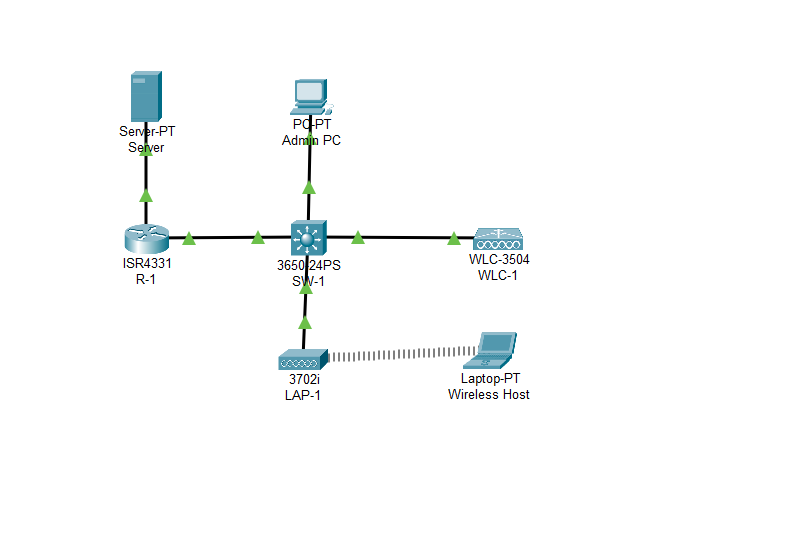 Server-PT
Server
PC-PT
Admin PC
ISR4331
R-1
3650-24PS
SW-1
WLC-3504
WLC-1
3702i
LAP-1
Laptop-PT
Wireless Host